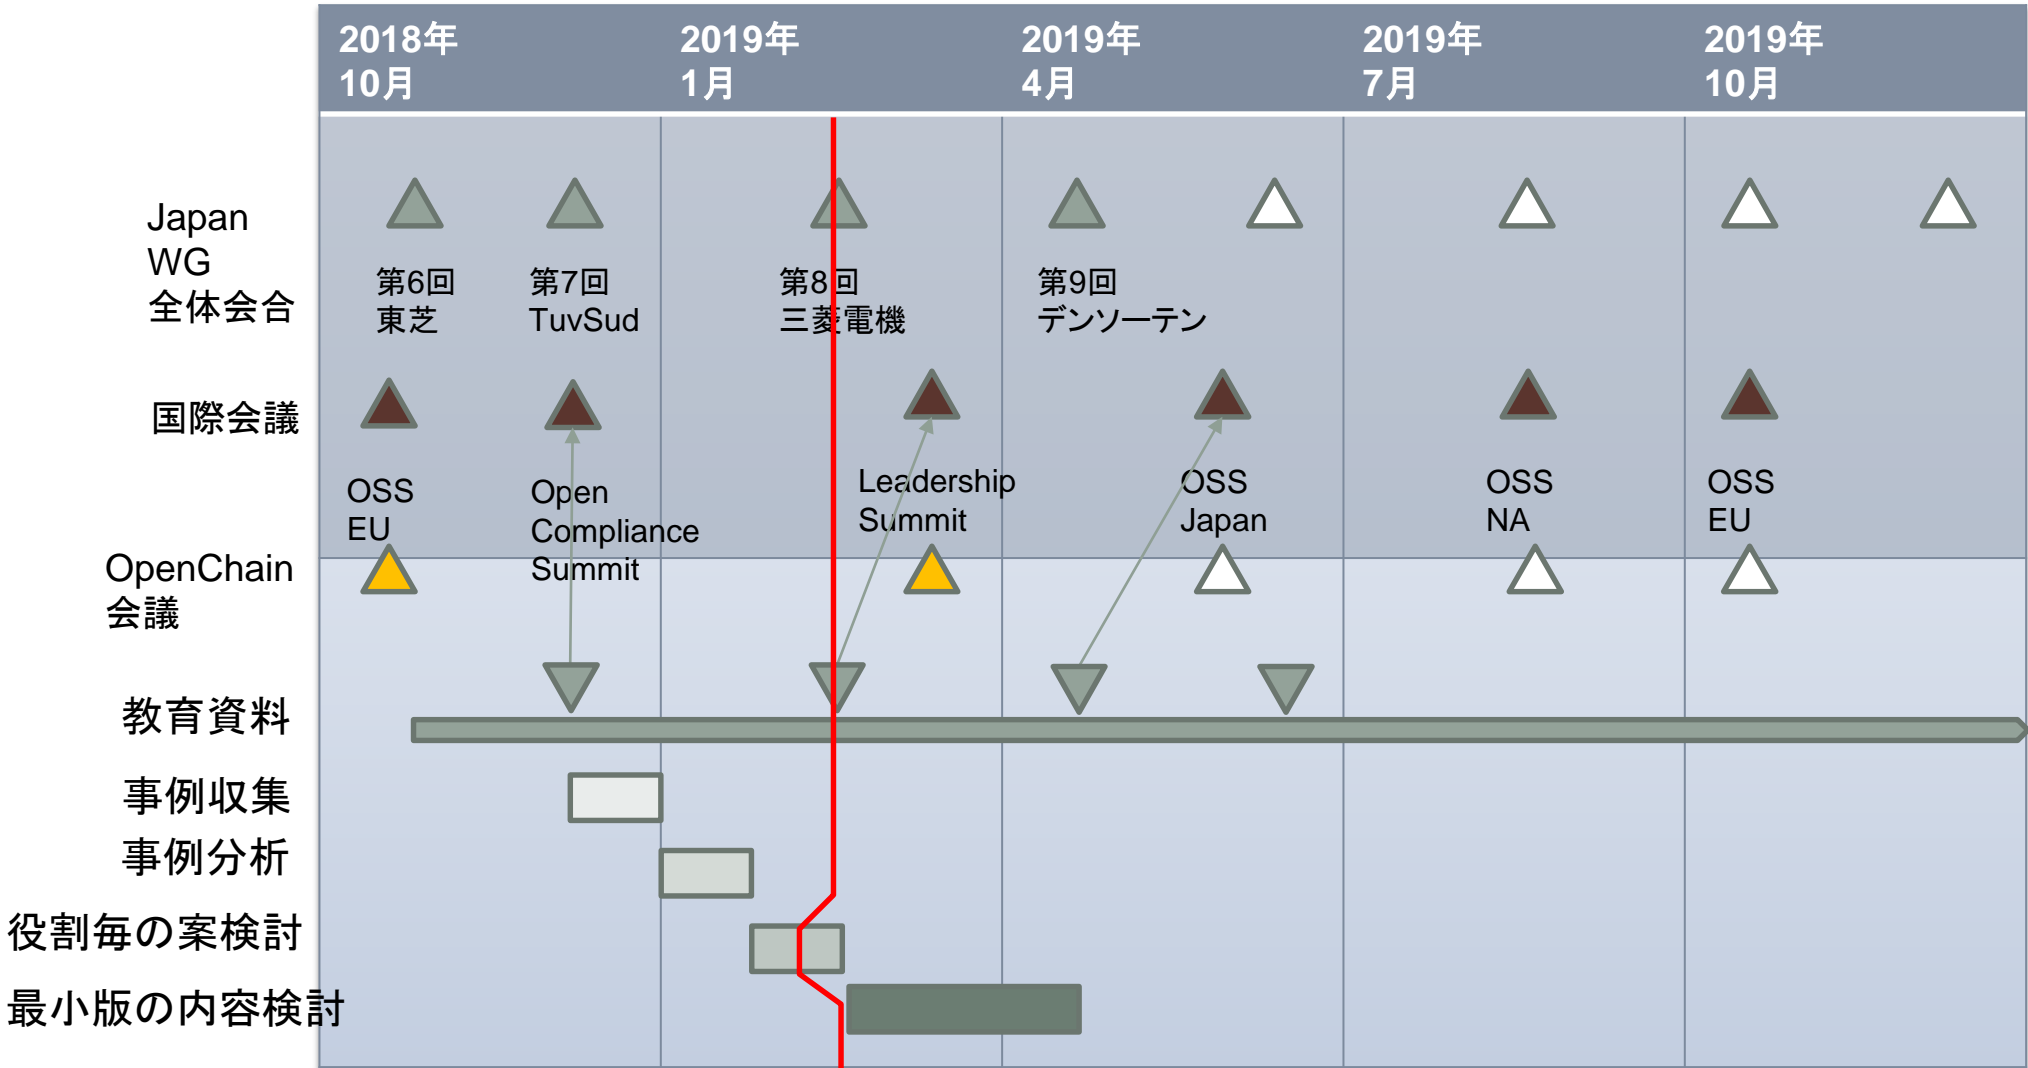 2018年
10月
2019年
1月
2019年
4月
2019年
7月
2019年
10月
Japan
WG
全体会合
第6回
東芝
第7回
TuvSud
第8回
三菱電機
第9回
デンソーテン
国際会議
OSS
EU
Open
Compliance
Summit
Leadership
Summit
OSS
Japan
OSS
NA
OSS
EU
OpenChain
会議
教育資料
事例収集
事例分析
役割毎の案検討
最小版の内容検討